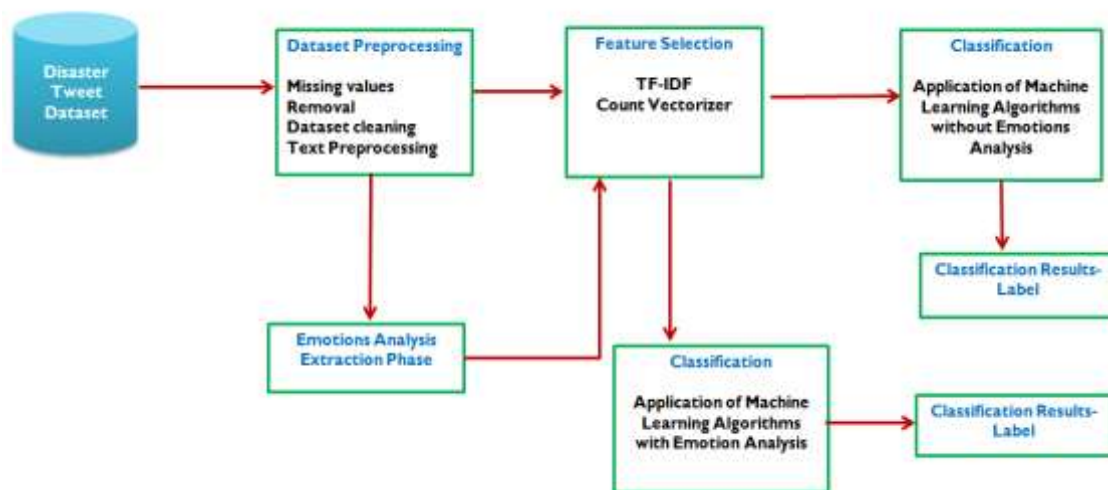 Disaster
Tweet
Dataset
Dataset Preprocessing
Missing values
Removal
Dataset cleaning
Text Preprocessing
Feature Selection
TF-IDF
Count Vectorizer
Classification
Application of Machine
Learning Algorithms
without Emotions
Analysis
Classification Results-
Label
Emotions Analysis
Extraction Phase
Classification
Application of Machine
Learning Algorithms
with Emotion Analysis
Classification Results-
Label